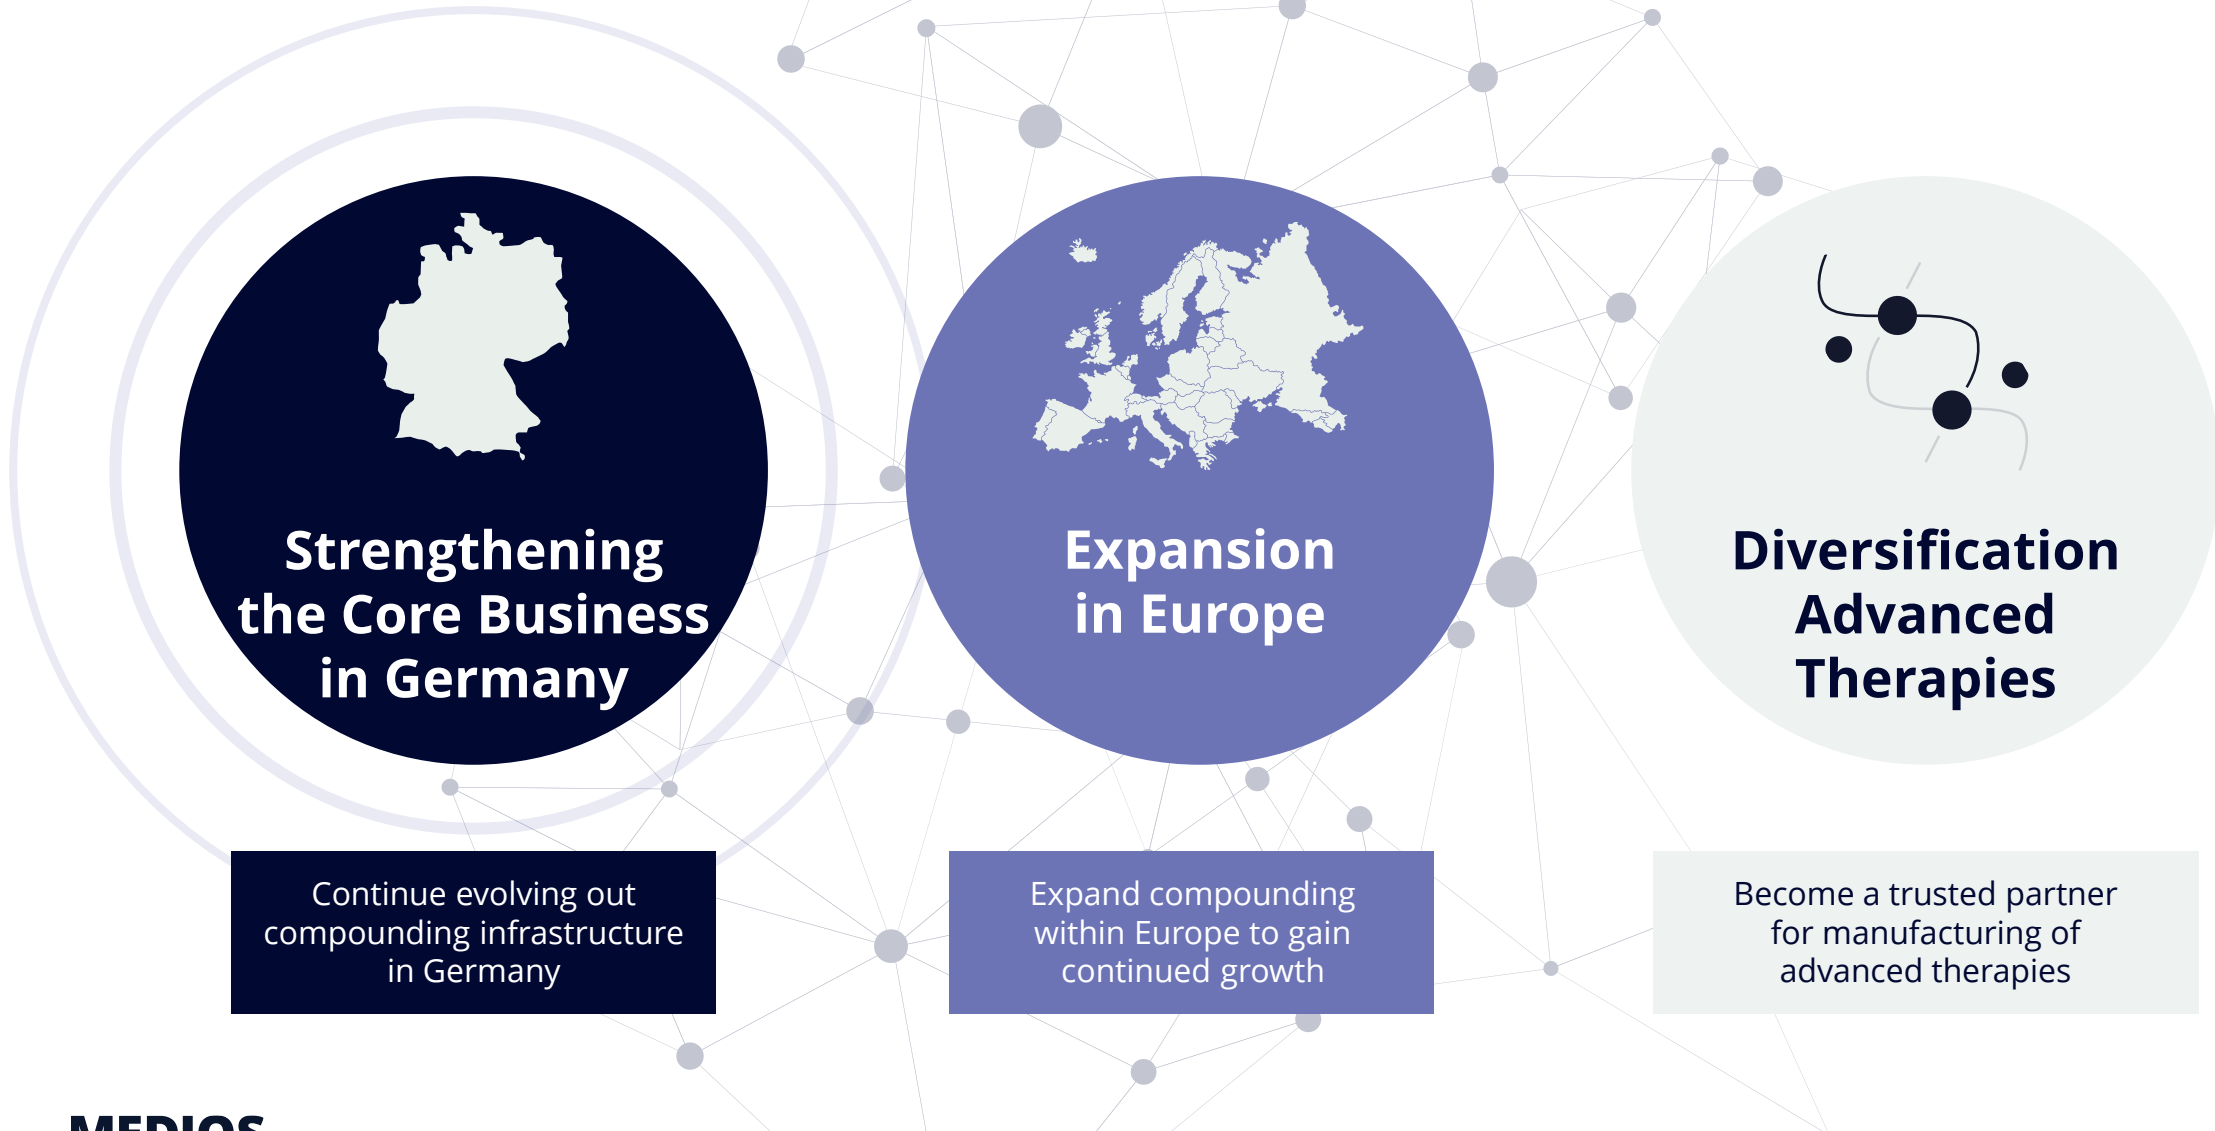 Strengthening
the Core Business
in Germany
Expansion
in Europe
Diversification
Advanced
Therapies
Continue evolving out
compounding infrastructure
in Germany
Expand compounding
within Europe to gain
continued growth
Become a trusted partner
for manufacturing of
advanced therapies
MEDIOS